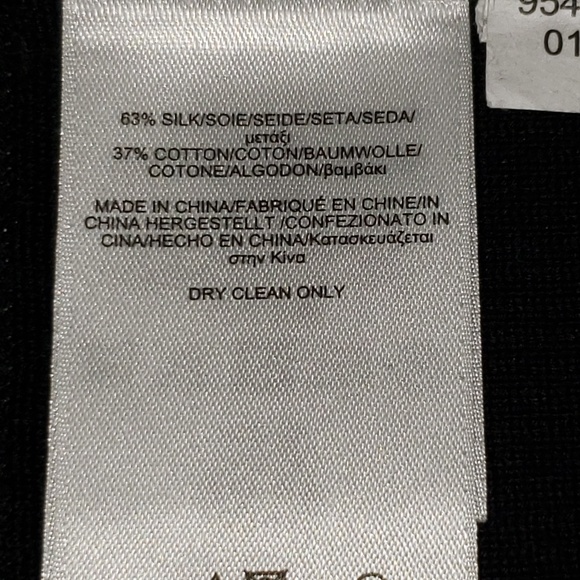 954
01
63% SILK/SOIE/SEIDE/SETA/SEDA/
μετάξι
37% COTTON/COTON/BAUMWOLLE/
COTONE/ALGODON/βαμβάκι
MADE IN CHINA/FABRIQUÉ EN CHINE/IN
CHINA HERGESTELLT /CONFEZIONATO IN
CINA/HECHO EN CHINA/Κατασκευάζεται
στην Κίνα
DRY CLEAN ONLY